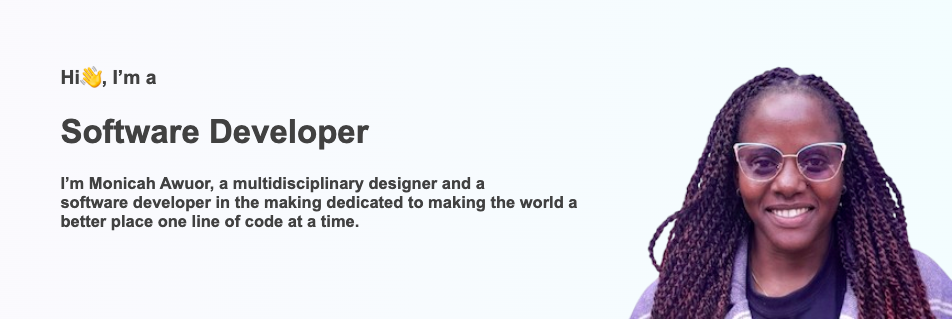 Hi👋, I’m a
Software Developer
I’m Monicah Awuor, a multidisciplinary designer and a
software developer in the making dedicated to making the world a
better place one line of code at a time.